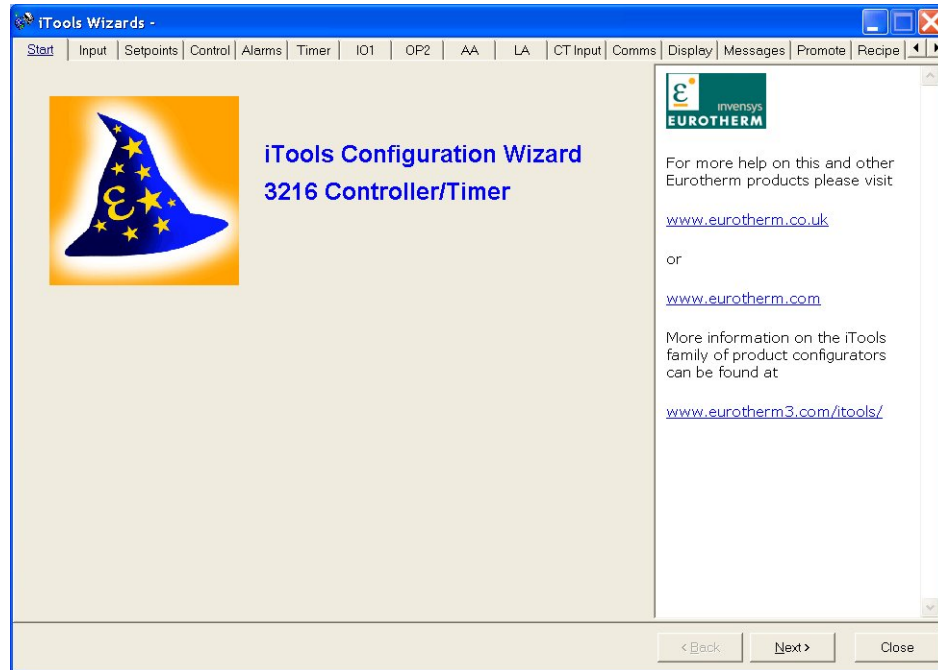 iTools Wizards -
Start Input Setpoints Control Alarms Timer IO1 OP2 AA LA CT Input Comms Display Messages Promote Recipe
iTools Configuration Wizard
3216 Controller/Timer
ε
invensys
EUROTHERM
For more help on this and other
Eurotherm products please visit
www.eurotherm.co.uk
or
www.eurotherm.com
More information on the iTools
family of product configurators
can be found at
www.eurotherm3.com/itools/
< Back Next > Close